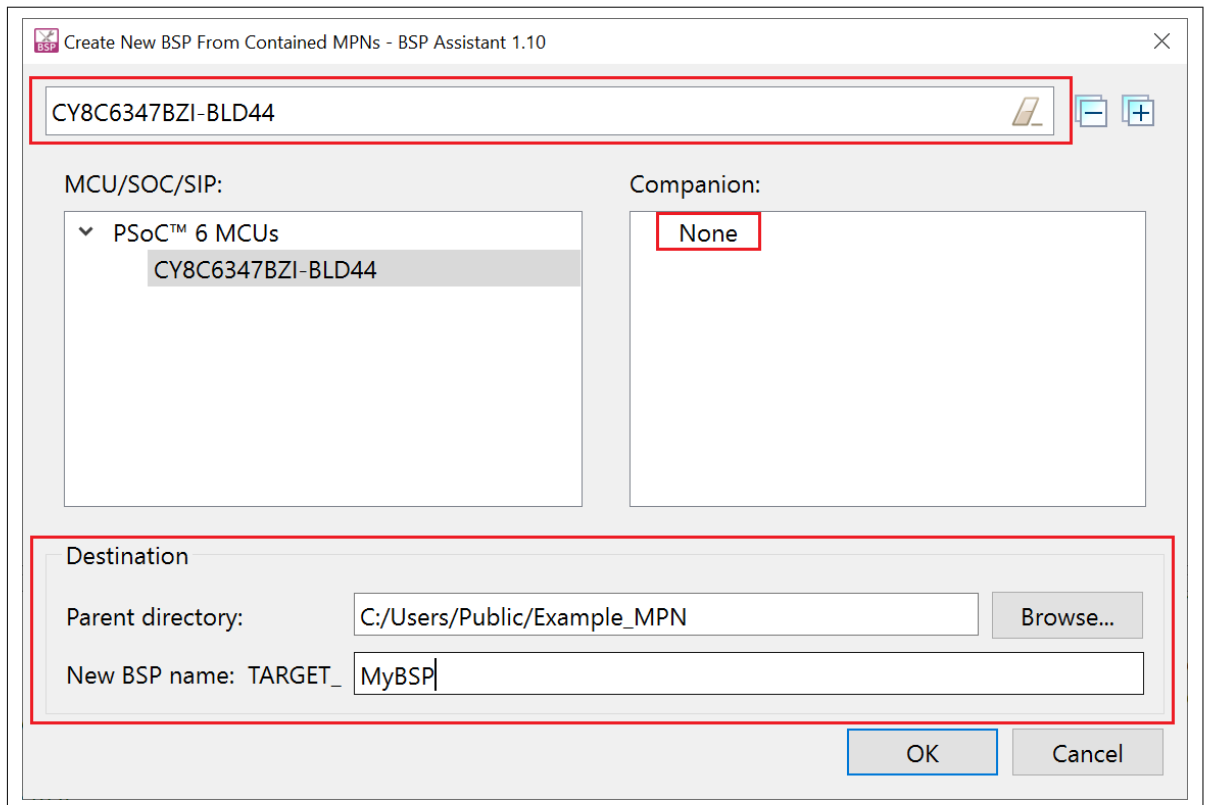 Create New BSP From Contained MPNs - BSP Assistant 1.10
CY8C6347BZI-BLD44
MCU/SOC/SIP:
Companion:
PSoC™ 6 MCUs
None
CY8C6347BZI-BLD44
Destination
Parent directory: C:/Users/Public/Example_MPN Browse...
New BSP name: TARGET_ MyBSP
OK Cancel